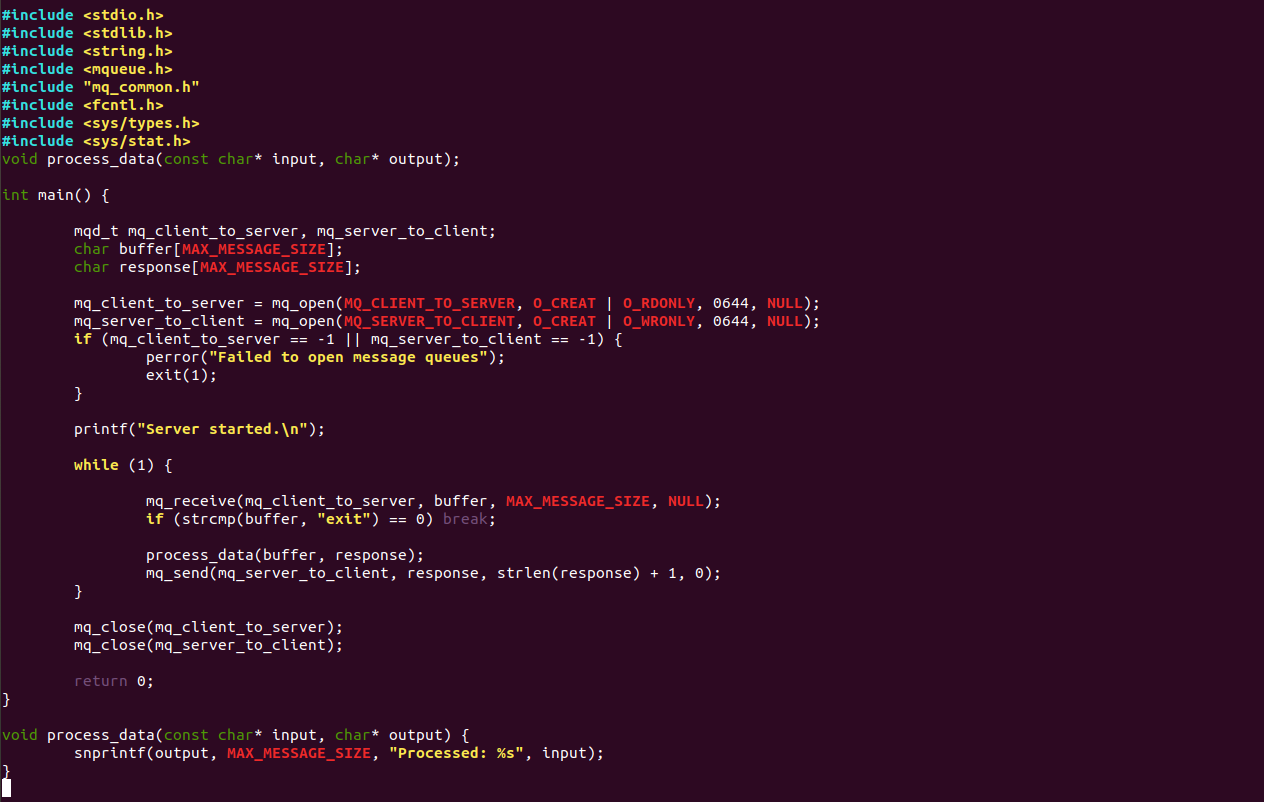 #include <stdio.h>
#include <stdlib.h>
#include <string.h>
#include <mqueue.h>
#include "mq_common.h"
#include <fcntl.h>
#include <sys/types.h>
#include <sys/stat.h>
void process_data(const char* input, char* output);

int main() {

        mqd_t mq_client_to_server, mq_server_to_client;
        char buffer[MAX_MESSAGE_SIZE];
        char response[MAX_MESSAGE_SIZE];

        mq_client_to_server = mq_open(MQ_CLIENT_TO_SERVER, O_CREAT | O_RDONLY, 0644, NULL);
        mq_server_to_client = mq_open(MQ_SERVER_TO_CLIENT, O_CREAT | O_WRONLY, 0644, NULL);
        if (mq_client_to_server == -1 || mq_server_to_client == -1) {
                perror("Failed to open message queues");
                exit(1);
        }

        printf("Server started.\n");

        while (1) {

                mq_receive(mq_client_to_server, buffer, MAX_MESSAGE_SIZE, NULL);
                if (strcmp(buffer, "exit") == 0) break;

                process_data(buffer, response);
                mq_send(mq_server_to_client, response, strlen(response) + 1, 0);
        }

        mq_close(mq_client_to_server);
        mq_close(mq_server_to_client);

        return 0;
}

void process_data(const char* input, char* output) {
        snprintf(output, MAX_MESSAGE_SIZE, "Processed: %s", input);
}